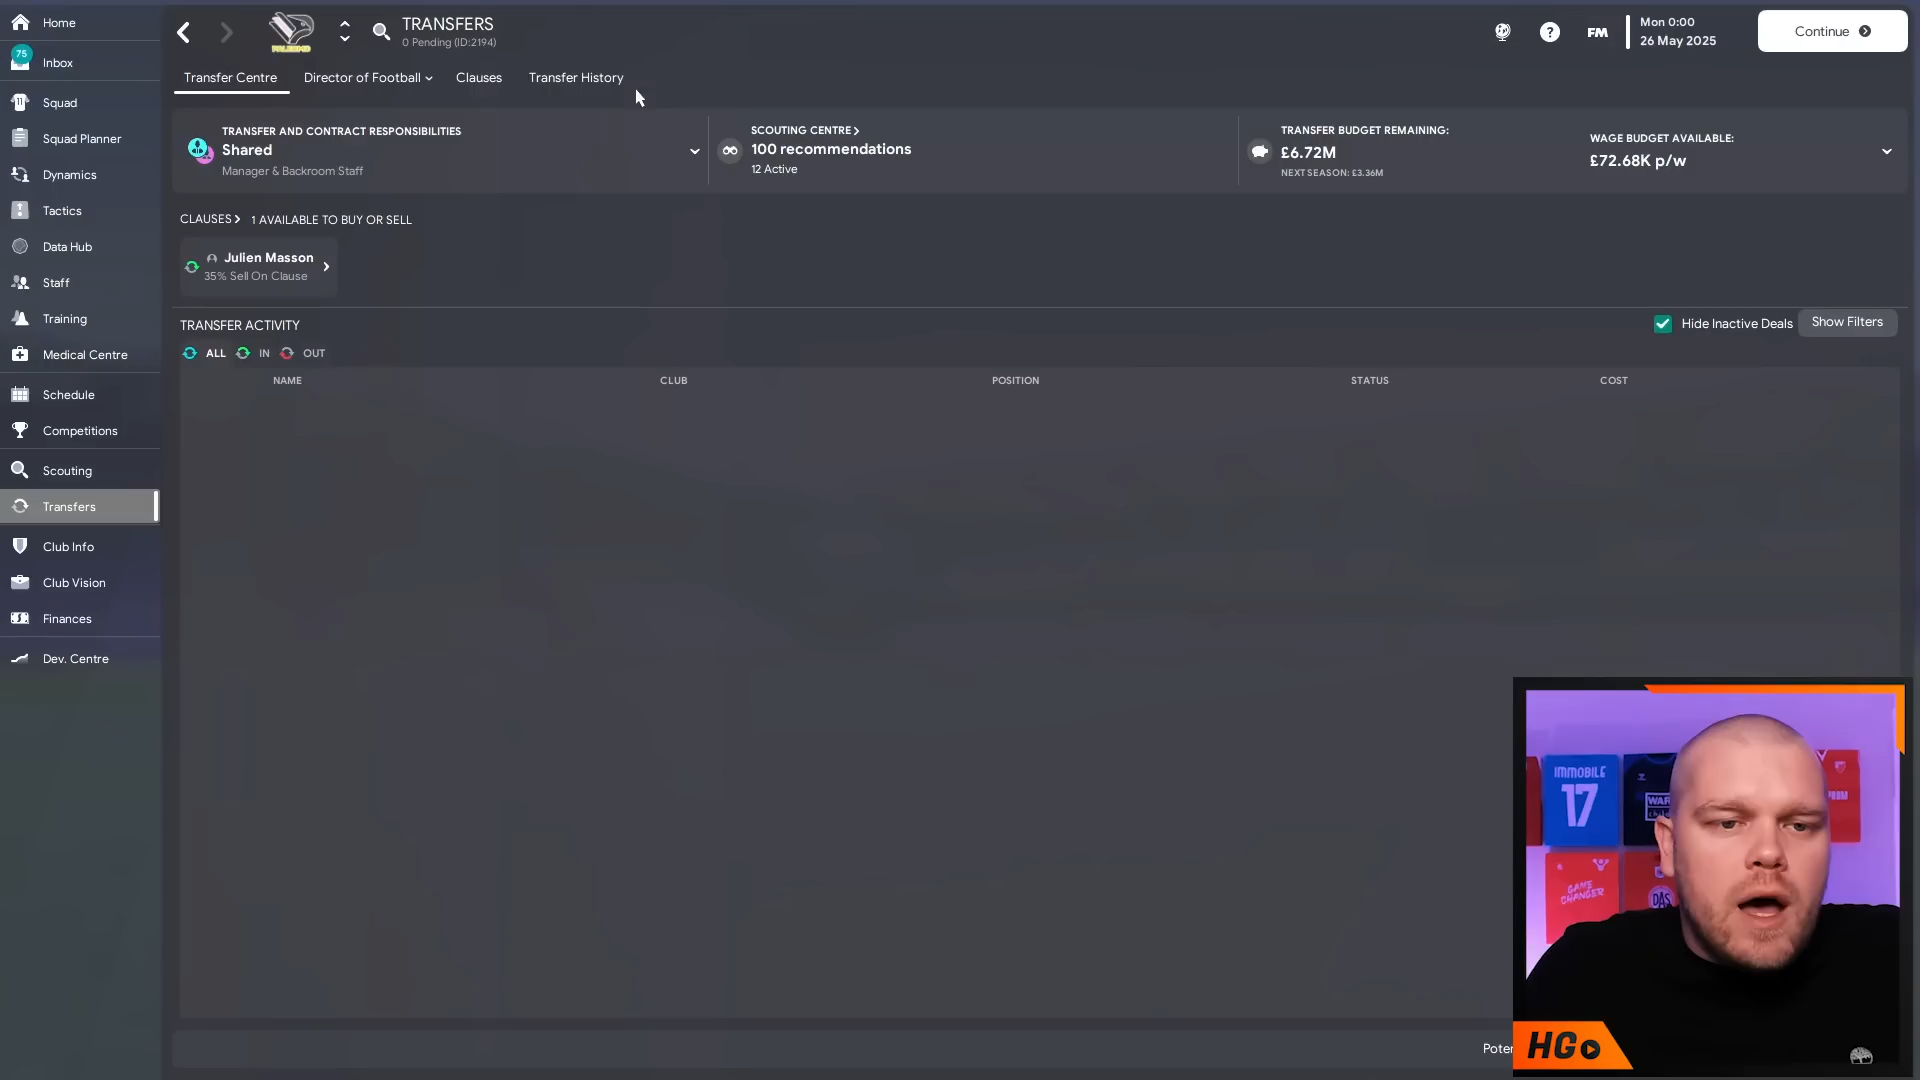 Home
75
Inbox
Squad
Squad Planner
Dynamics
Tactics
Data Hub
Staff
Training
Medical Centre
Schedule
Competitions
Scouting
Transfers
Club Info
Club Vision
Finances
Dev. Centre
PALERMO
TRANSFERS
0 Pending (ID:2194)
?
FM
Mon 0:00
26 May 2025
Continue
Transfer Centre
Director of Football
Clauses
Transfer History
TRANSFER AND CONTRACT RESPONSIBILITIES
Shared
Manager & Backroom Staff
SCOUTING CENTRE
100 recommendations
12 Active
TRANSFER BUDGET REMAINING:
£6.72M
NEXT SEASON: £3.36M
WAGE BUDGET AVAILABLE:
£72.68K p/w
CLAUSES
1 AVAILABLE TO BUY OR SELL
Julien Masson
35% Sell On Clause
TRANSFER ACTIVITY
Hide Inactive Deals
Show Filters
ALL
IN
OUT
NAME
CLUB
POSITION
STATUS
COST
IMMOBILE
17
GAME
CHANGER
DAS
HG